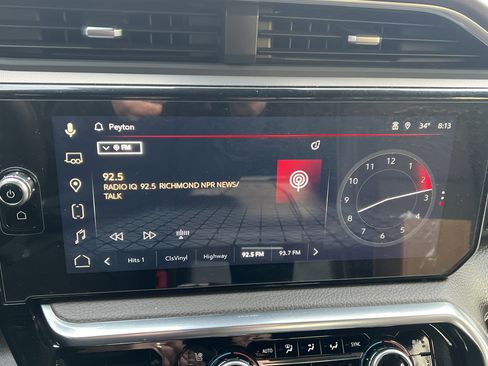 Peyton
34° 8:13
FM
92.5
RADIO IQ 92.5 RICHMOND NPR NEWS/
TALK
12
11 1
10 2
9 3
8 4
7 5
6
Hits 1 ClsVinyl Highway 92.5 FM 93.7 FM
AUTO SYNC